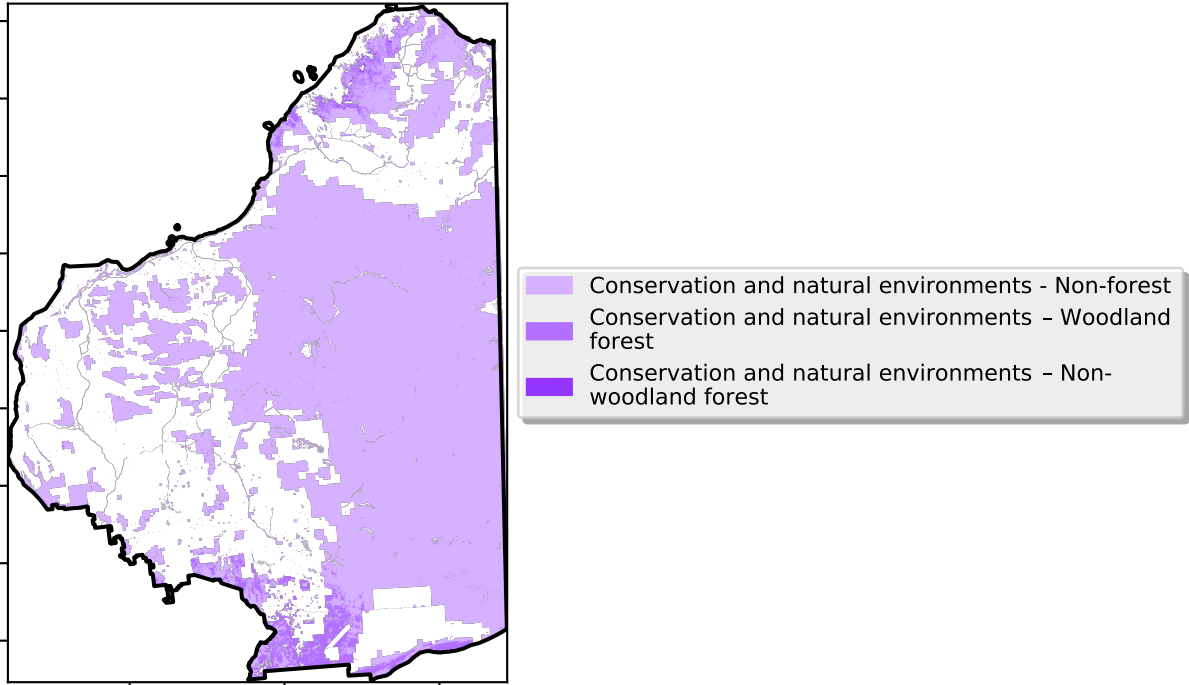 Conservation and natural environments - Non-forest
Conservation and natural environments – Woodland
forest
Conservation and natural environments – Non-
woodland forest